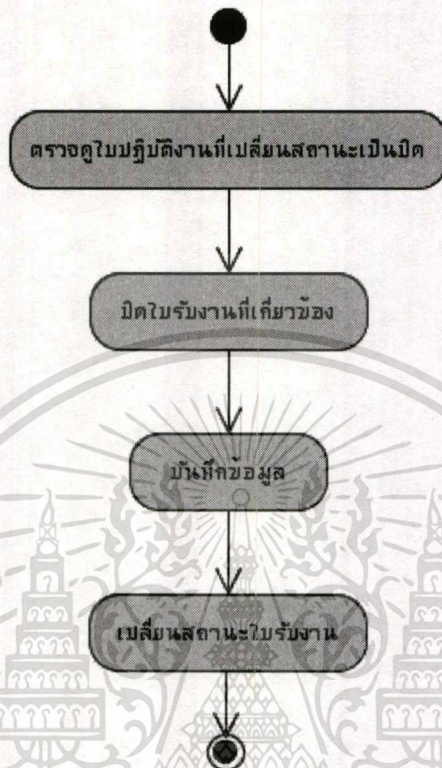 ตรวจดูใบปฏิบัติงานที่เปลี่ยนสถานะเป็นปิด
ปิดใบรับงานที่เกี่ยวข้อง
บันทึกข้อมูล
เปลี่ยนสถานะใบรับงาน